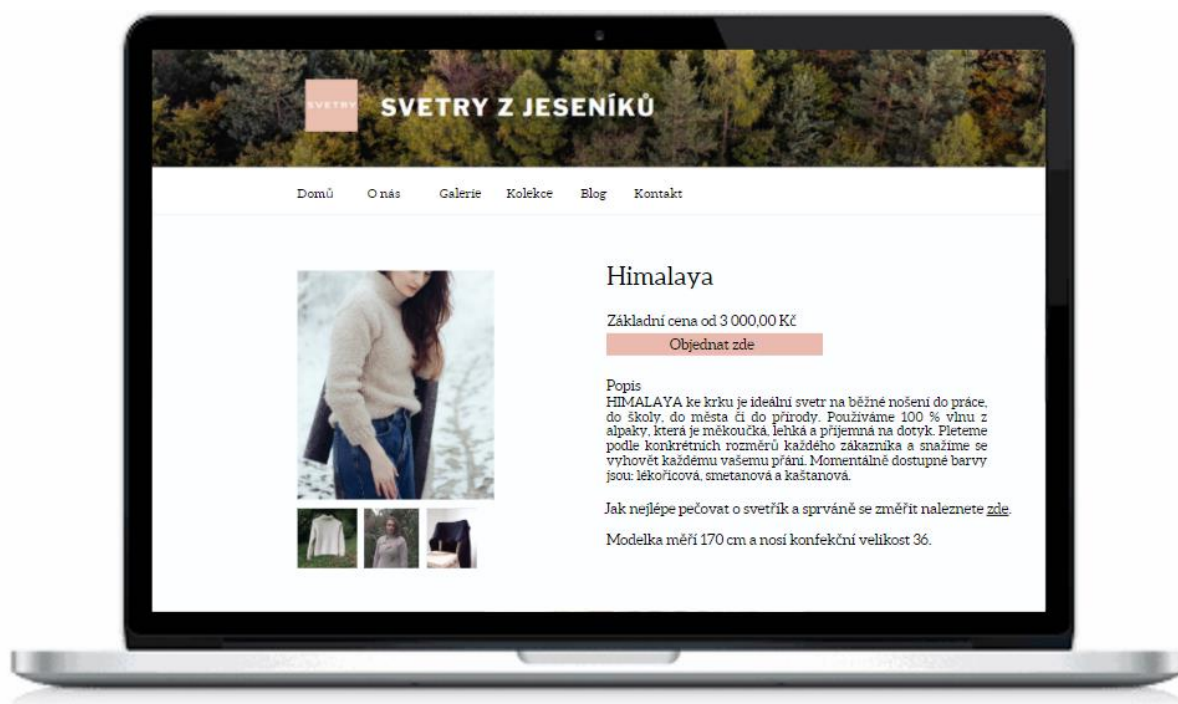 SVETRY
SVETRY Z JESENÍKŮ
Domů O nás Galerie Kolekce Blog Kontakt
Himalaya
Základní cena od 3 000,00 Kč
Objednat zde
Popis
HIMALAYA ke krku je ideální svetr na běžné nošení do práce,
do školy, do města či do přírody. Používáme 100 % vlnu z
alpaky, která je měkoučká, lehká a příjemná na dotyk. Pleteme
podle konkrétních rozměrů každého zákazníka a snažíme se
vyhovět každému vašemu přání. Momentálně dostupné barvy
jsou: lékořicová, smetanová a kaštanová.
Jak nejlépe pečovat o svetřík a sprváně se změřit naleznete zde.
Modelka měří 170 cm a nosí konfekční velikost 36.